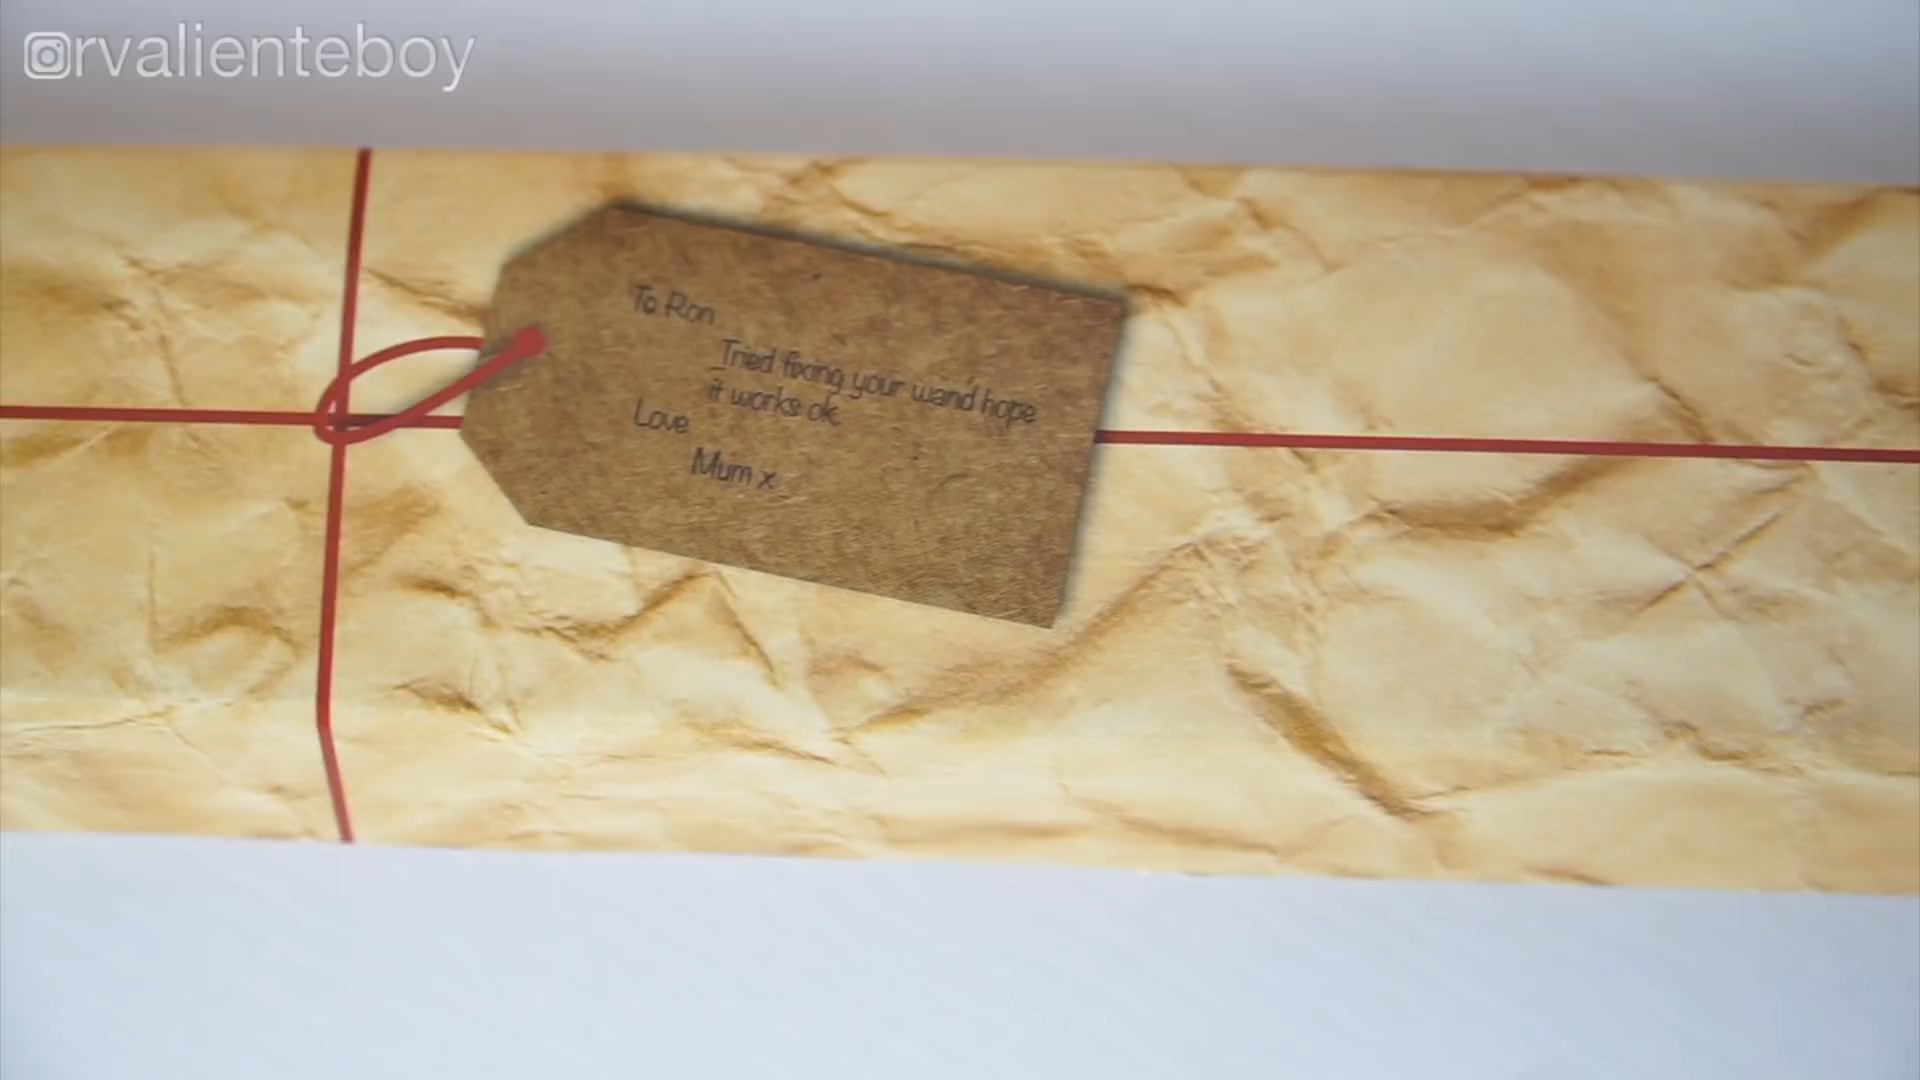 rvalienteboy
To Ron
Tried fixing your wand hope
it works ok
Love
Mum x